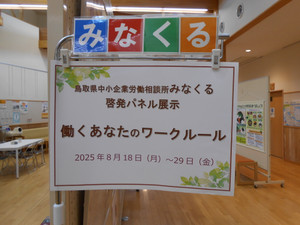 みなくる
鳥取県中小企業労働相談所みなくる
啓発パネル展示
働くあなたのワークルール
2025年8月18日(月)~29日(金)